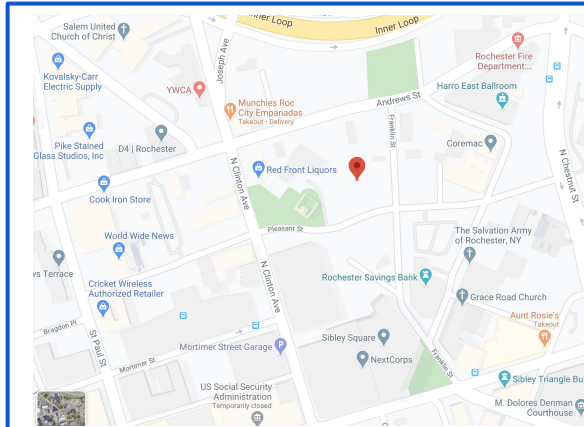 Inner Loop
Inner Loop
Salem United
Church of Christ
Joseph Ave
Rochester Fire
Department:...
Kovalsky-Carr
Electric Supply
YWCA
Harro East Ballroom
Munchies Roc
City Empanadas
Takeout • Delivery
Andrews St
Franklin St
Pike Stained
Glass Studios, Inc
D4 | Rochester
Coremac
N Clinton Ave
Red Front Liquors
N Chestnut St
Cook Iron Store
World Wide News
Pleasant St
The Salvation Army
of Rochester, NY
ws Terrace
N Clinton Ave
Cricket Wireless
Authorized Retailer
Rochester Savings Bank
Grace Road Church
Aunt Rosie's
Takeout
Bragdon Pl
St Paul St
Mortimer Street Garage
P
Sibley Square
Mortimer St
NextCorps
Franklin St
US Social Security
Administration
Temporarily closed
Sibley Triangle Bu
M. Dolores Denman
Courthouse